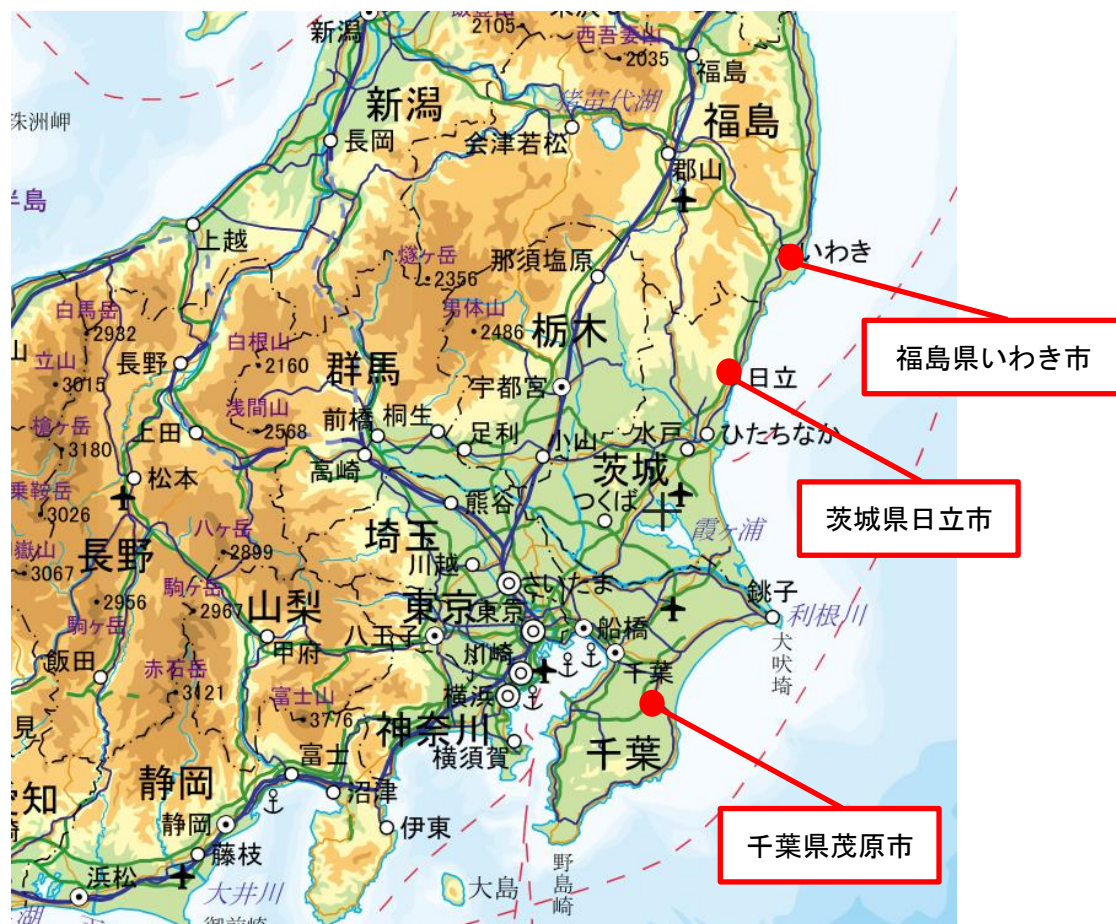 新潟
2105
西吾妻山
2035
福島
新潟
猪苗代湖
福島
珠洲岬
長岡
会津若松
郡山
半島
上越
燧ヶ岳
2356
那須塩原
いわき
白馬岳
2932
男体山
2486
栃木
福島県いわき市
立山
3015
長野
白根山
2160
群馬
宇都宮
日立
槍ヶ岳
3180
上田
浅間山
2568
前橋
桐生
足利
小山
水戸
ひたちなか
高崎
茨城
松本
乗鞍岳
3026
熊谷
つくば
茨城県日立市
霞ヶ浦
八ヶ岳
2899
埼玉
川越
さいたま
3067
長野
駒ヶ岳
2967
2956
駒ヶ岳
山梨
東京
東京
船橋
銚子
利根川
甲府
八王子
川崎
犬吠埼
飯田
赤石岳
3121
千葉
横浜
富士山
3776
神奈川
横須賀
千葉
富士
静岡
沼津
静岡
伊東
千葉県茂原市
藤枝
野島崎
浜松
大井川
大島